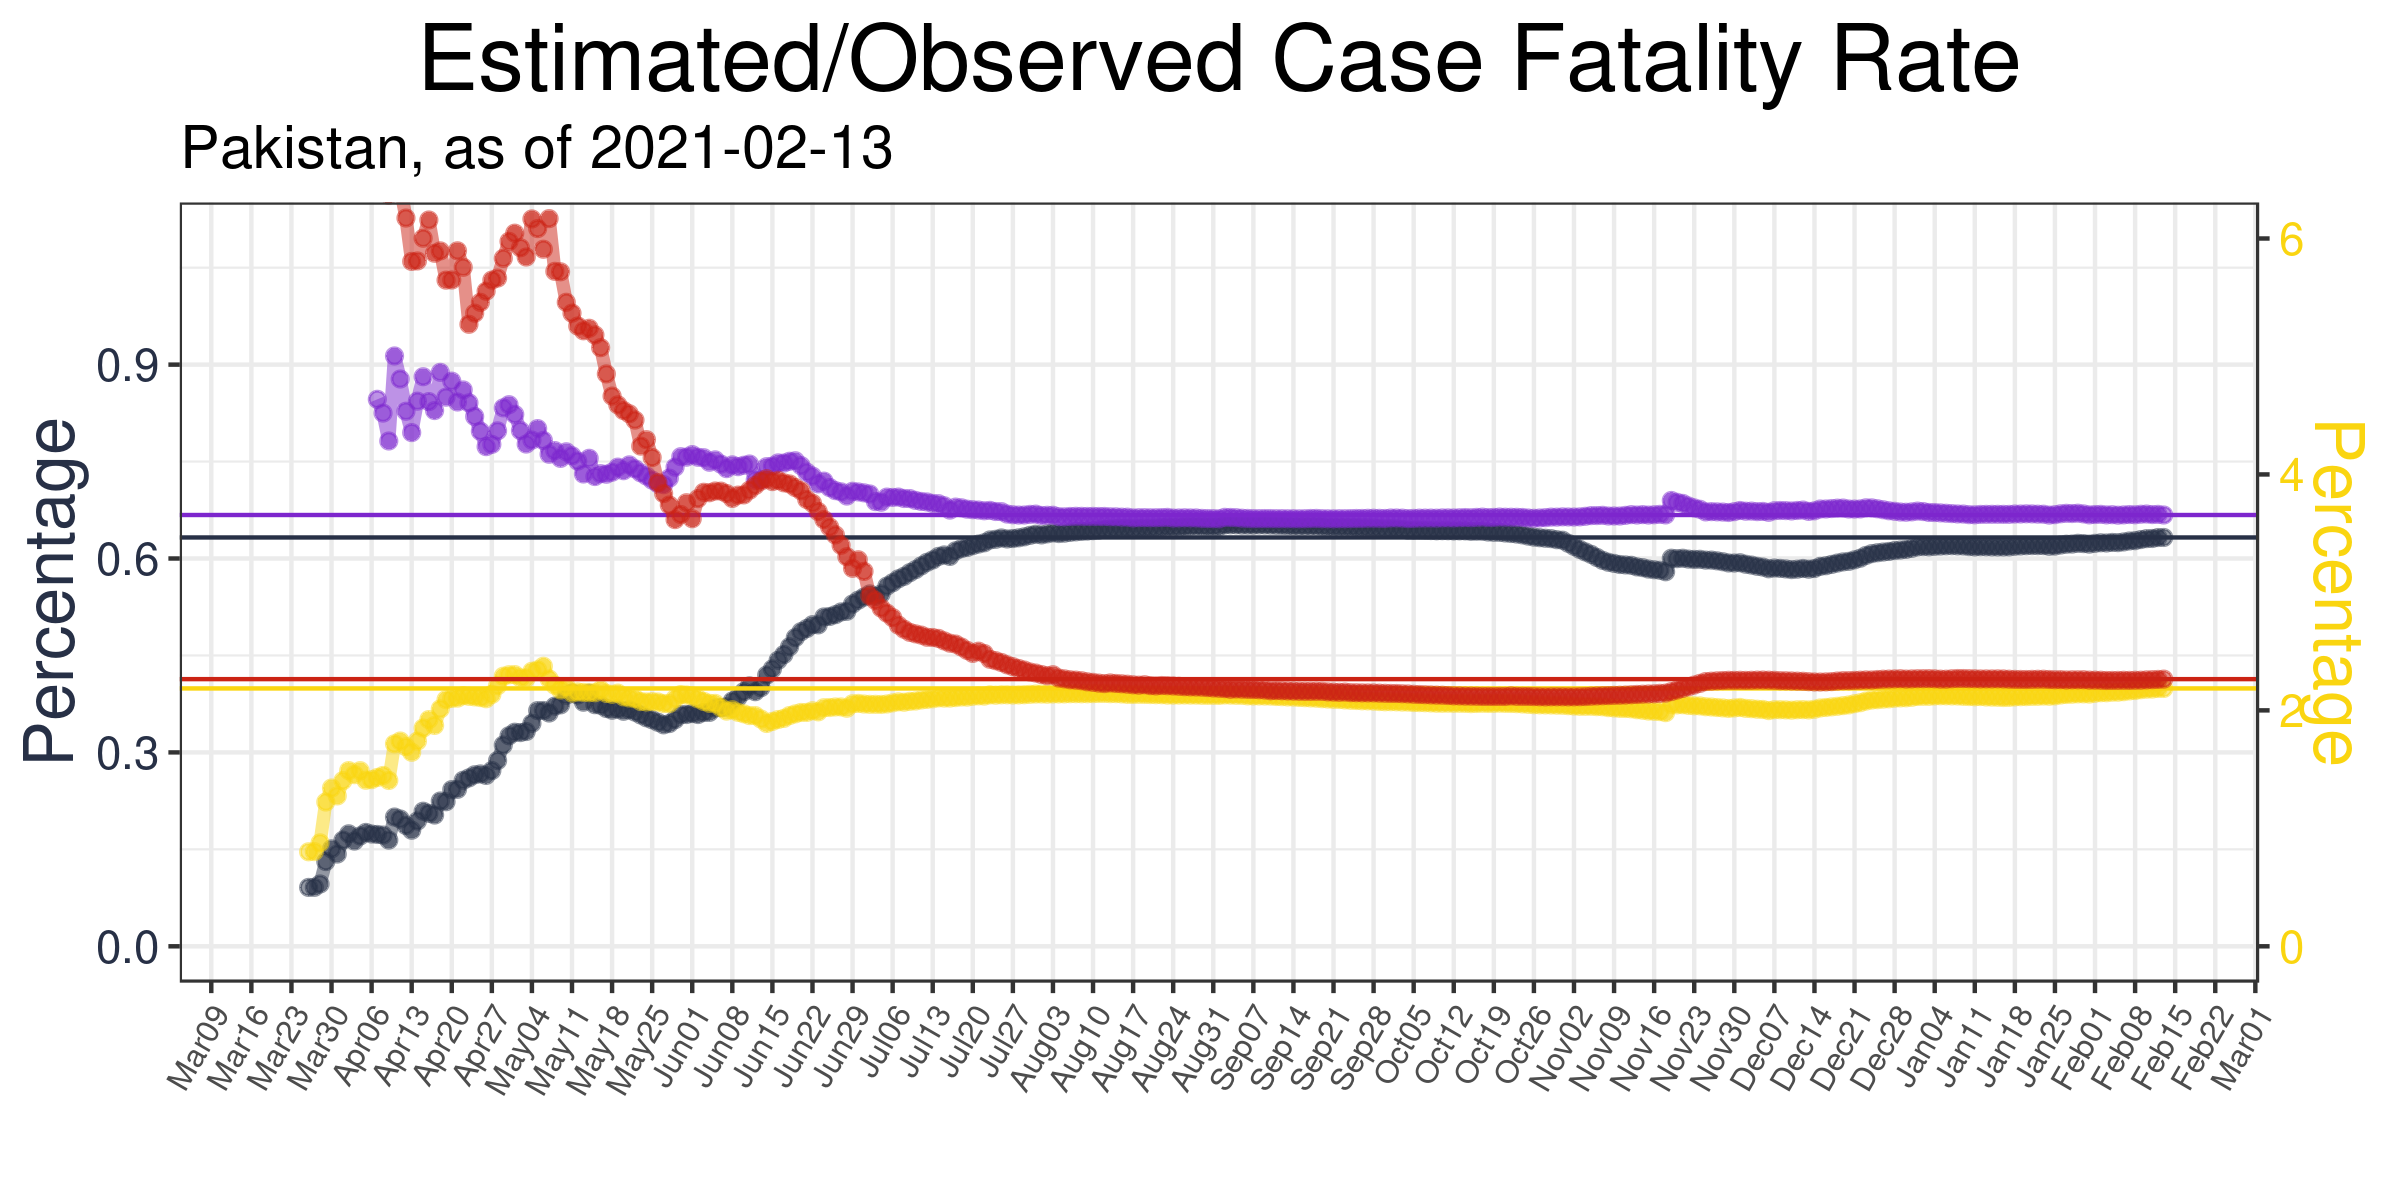 Estimated/Observed Case Fatality Rate
Pakistan, as of 2021-02-13
Percentage
0.9
0.6
0.3
0.0
6
4
2
0
Percentage
Mar09 Mar16 Mar23 Mar30 Apr06 Apr13 Apr20 Apr27 May04 May11 May18 May25 Jun01 Jun08 Jun15 Jun22 Jun29 Jul06 Jul13 Jul20 Jul27 Aug03 Aug10 Aug17 Aug24 Aug31 Sep07 Sep14 Sep21 Sep28 Oct05 Oct12 Oct19 Oct26 Nov02 Nov09 Nov16 Nov23 Nov30 Dec07 Dec14 Dec21 Dec28 Jan04 Jan11 Jan18 Jan25 Feb01 Feb08 Feb15 Feb22 Mar01